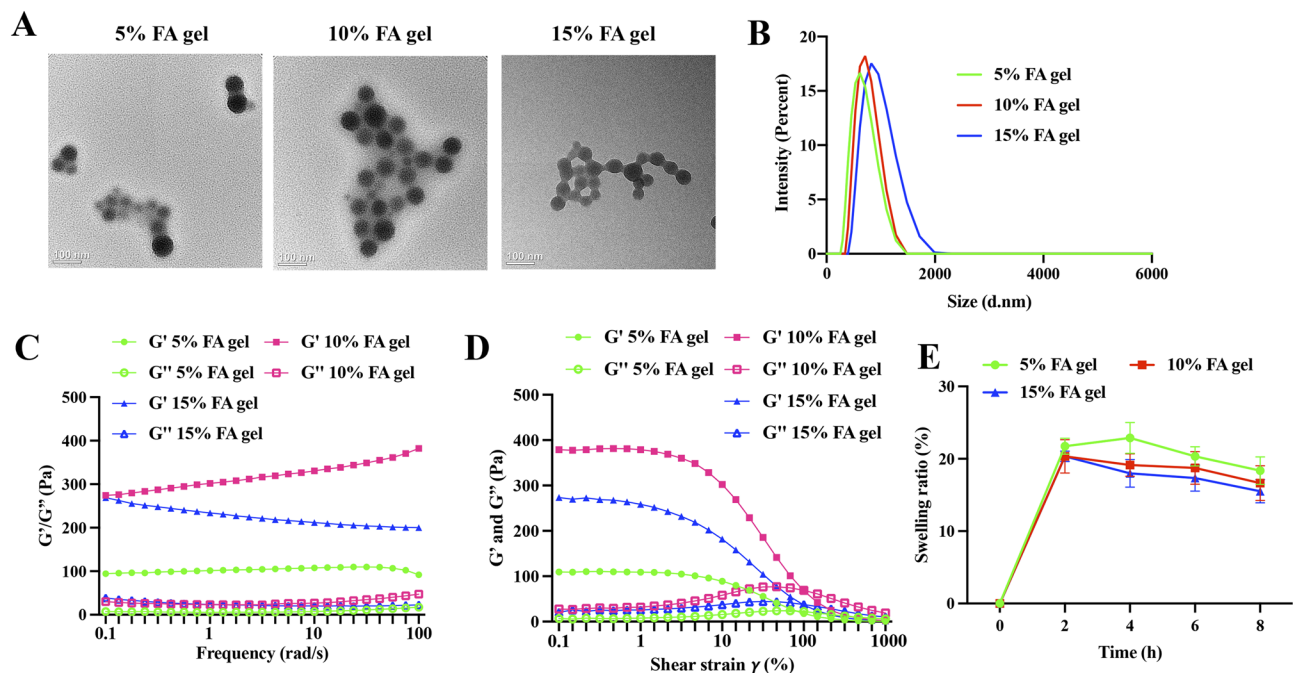 A
5% FA gel
10% FA gel
15% FA gel
100 nm
100 nm
100 nm
B
20
15
10
5
0
Intensity (Percent)
0
2000
4000
6000
Size (d.nm)
5% FA gel
10% FA gel
15% FA gel
C
G' 5% FA gel
G' 10% FA gel
G'' 5% FA gel
G'' 10% FA gel
G' 15% FA gel
G'' 15% FA gel
500
400
300
200
100
0
G'/G'' (Pa)
0.1
1
10
100
Frequency (rad/s)
D
G' 5% FA gel
G' 10% FA gel
G'' 5% FA gel
G'' 10% FA gel
G' 15% FA gel
G'' 15% FA gel
500
400
300
200
100
0
G' and G'' (Pa)
0.1
1
10
100
1000
Shear strain γ (%)
E
5% FA gel
10% FA gel
15% FA gel
30
20
10
0
Swelling ratio (%)
0
2
4
6
8
Time (h)